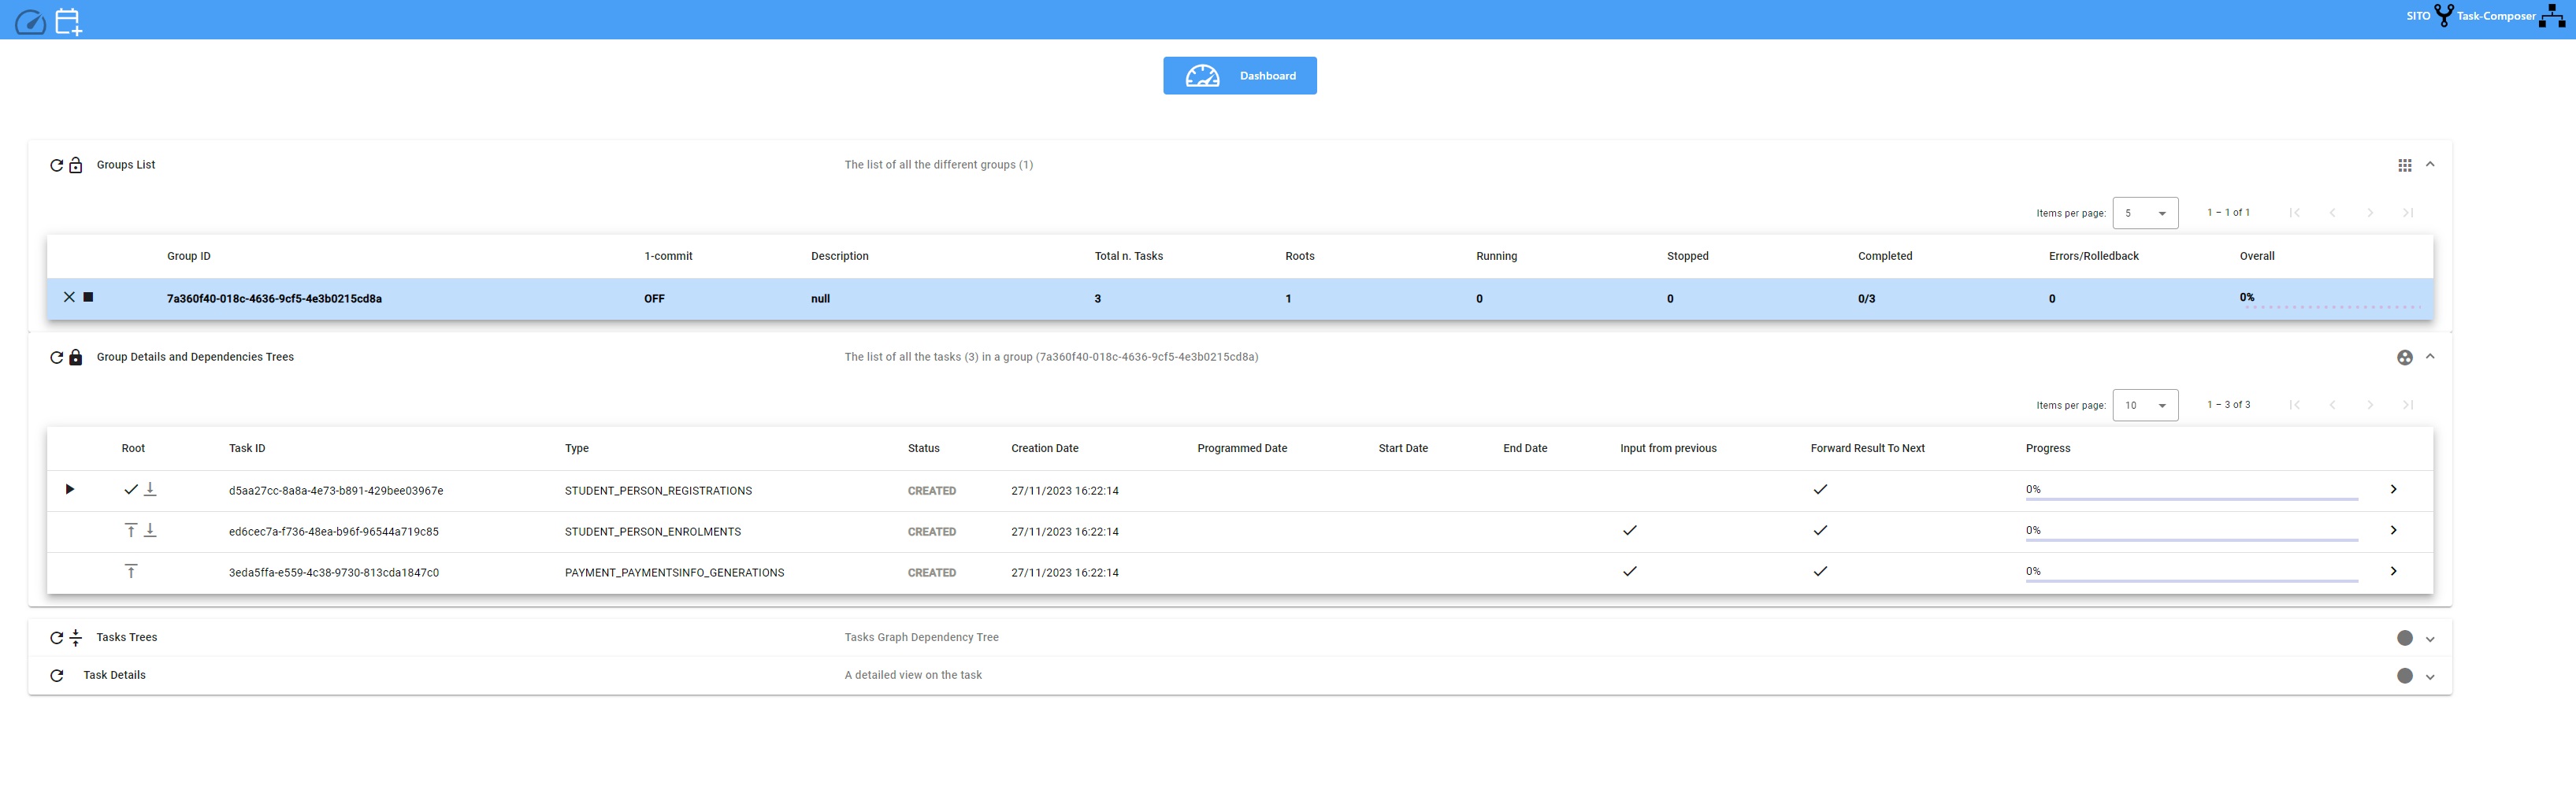 SITO Task-Composer
Dashboard
Groups List The list of all the different groups (1)
Items per page: 5 1 – 1 of 1
Group ID 1-commit Description Total n. Tasks Roots Running Stopped Completed Errors/Rolledback Overall
7a360f40-018c-4636-9cf5-4e3b0215cd8a OFF null 3 1 0 0 0/3 0 0%
Group Details and Dependencies Trees The list of all the tasks (3) in a group (7a360f40-018c-4636-9cf5-4e3b0215cd8a)
Items per page: 10 1 – 3 of 3
Root Task ID Type Status Creation Date Programmed Date Start Date End Date Input from previous Forward Result To Next Progress
d5aa27cc-8a8a-4e73-b891-429bee03967e STUDENT_PERSON_REGISTRATIONS CREATED 27/11/2023 16:22:14 0%
ed6cec7a-f736-48ea-b96f-96544a719c85 STUDENT_PERSON_ENROLMENTS CREATED 27/11/2023 16:22:14 0%
3eda5ffa-e559-4c38-9730-813cda1847c0 PAYMENT_PAYMENTSINFO_GENERATIONS CREATED 27/11/2023 16:22:14 0%
Tasks Trees Tasks Graph Dependency Tree
Task Details A detailed view on the task